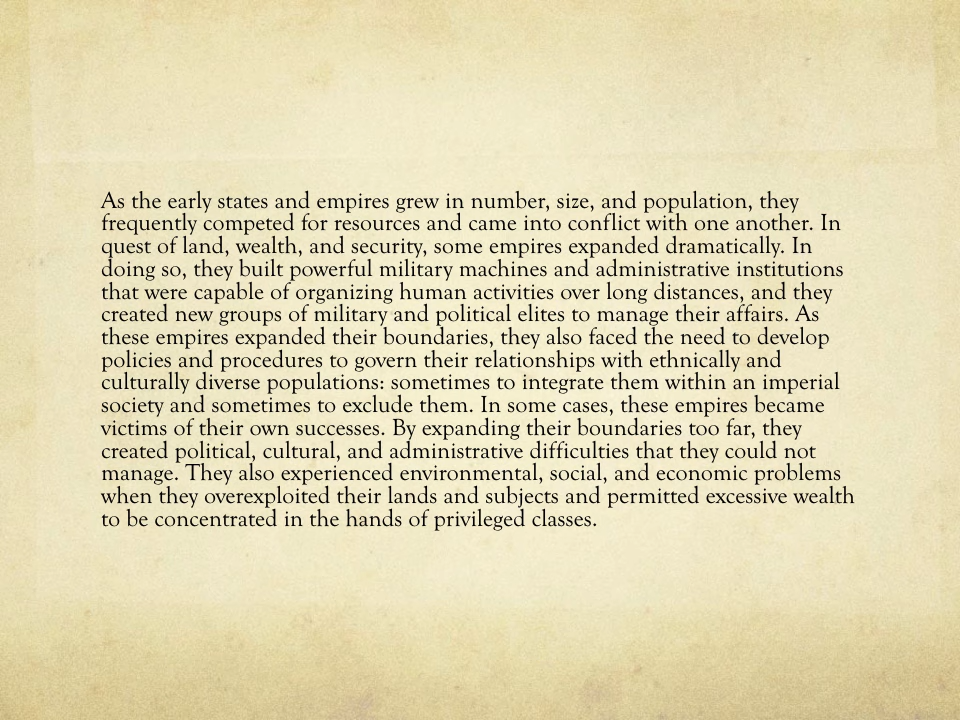 As the early states and empires grew in number, size, and population, they
frequently competed for resources and came into conflict with one another. In
quest of land, wealth, and security, some empires expanded dramatically. In
doing so, they built powerful military machines and administrative institutions
that were capable of organizing human activities over long distances, and they
created new groups of military and political elites to manage their affairs. As
these empires expanded their boundaries, they also faced the need to develop
policies and procedures to govern their relationships with ethnically and
culturally diverse populations: sometimes to integrate them within an imperial
society and sometimes to exclude them. In some cases, these empires became
victims of their own successes. By expanding their boundaries too far, they
created political, cultural, and administrative difficulties that they could not
manage. They also experienced environmental, social, and economic problems
when they overexploited their lands and subjects and permitted excessive wealth
to be concentrated in the hands of privileged classes.